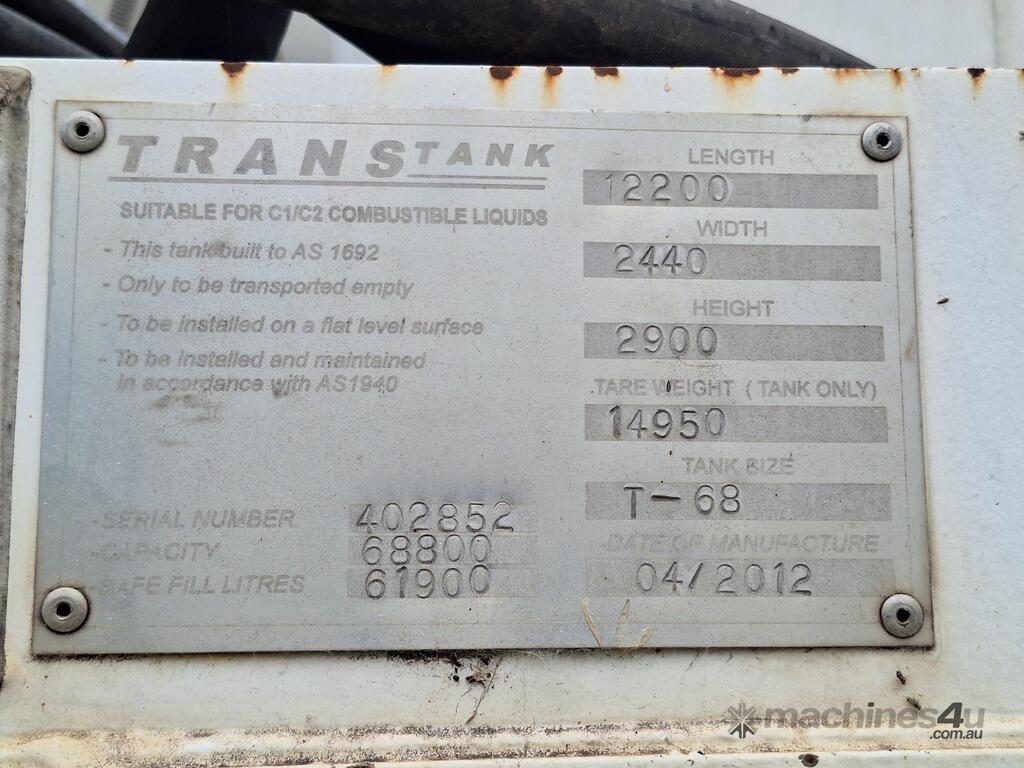 TRANSTANK
SUITABLE FOR C1/C2 COMBUSTIBLE LIQUIDS
- This tank built to AS 1692
- Only to be transported empty
- To be installed on a flat level surface
- To be installed and maintained
in accordance with AS1940
-SERIAL NUMBER 402852
-CAPACITY 68800
-SAFE FILL LITRES 61900
LENGTH
12200
WIDTH
2440
HEIGHT
2900
TARE WEIGHT (TANK ONLY)
14950
TANK SIZE
T-68
-DATE OF MANUFACTURE
04/2012
machines4u
.com.au